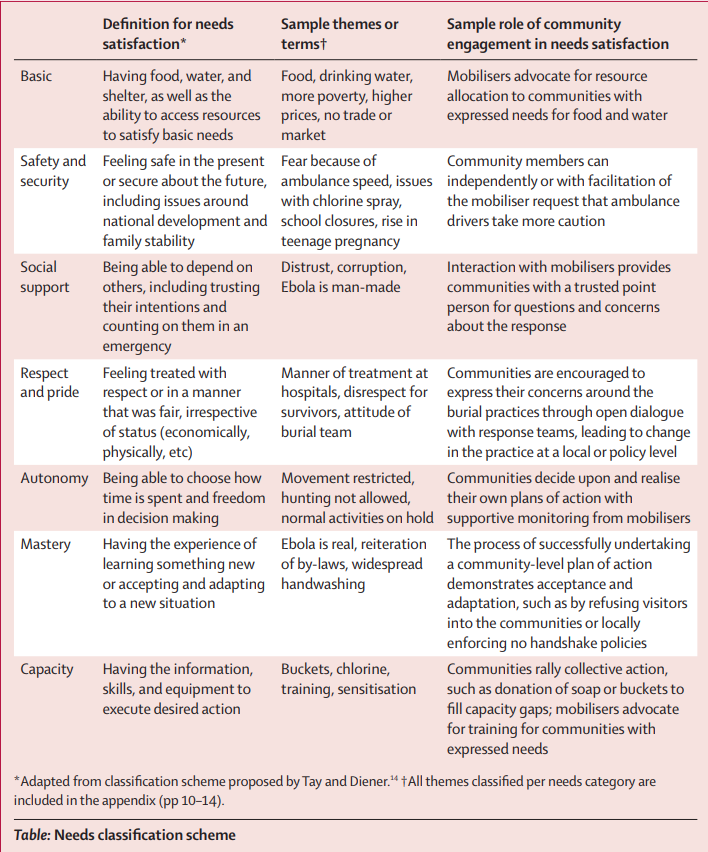 Definition for needs satisfaction*
Sample themes or terms†
Sample role of community engagement in needs satisfaction
Basic
Having food, water, and
shelter, as well as the
ability to access resources
to satisfy basic needs
Food, drinking water,
more poverty, higher
prices, no trade or
market
Mobilisers advocate for resource
allocation to communities with
expressed needs for food and water
Safety and
security
Feeling safe in the present
or secure about the future,
including issues around
national development and
family stability
Fear because of
ambulance speed, issues
with chlorine spray,
school closures, rise in
teenage pregnancy
Community members can
independently or with facilitation of
the mobiliser request that ambulance
drivers take more caution
Social
support
Being able to depend on
others, including trusting
their intentions and
counting on them in an
emergency
Distrust, corruption,
Ebola is man-made
Interaction with mobilisers provides
communities with a trusted point
person for questions and concerns
about the response
Respect
and pride
Feeling treated with
respect or in a manner
that was fair, irrespective
of status (economically,
physically, etc)
Manner of treatment at
hospitals, disrespect for
survivors, attitude of
burial team
Communities are encouraged to
express their concerns around the
burial practices through open dialogue
with response teams, leading to change
in the practice at a local or policy level
Autonomy
Being able to choose how
time is spent and freedom
in decision making
Movement restricted,
hunting not allowed,
normal activities on hold
Communities decide upon and realise
their own plans of action with
supportive monitoring from mobilisers
Mastery
Having the experience of
learning something new
or accepting and adapting
to a new situation
Ebola is real, reiteration
of by-laws, widespread
handwashing
The process of successfully undertaking
a community-level plan of action
demonstrates acceptance and
adaptation, such as by refusing visitors
into the communities or locally
enforcing no handshake policies
Capacity
Having the information,
skills, and equipment to
execute desired action
Buckets, chlorine,
training, sensitisation
Communities rally collective action,
such as donation of soap or buckets to
fill capacity gaps; mobilisers advocate
for training for communities with
expressed needs
*Adapted from classification scheme proposed by Tay and Diener.14 †All themes classified per needs category are
included in the appendix (pp 10–14).
Table: Needs classification scheme